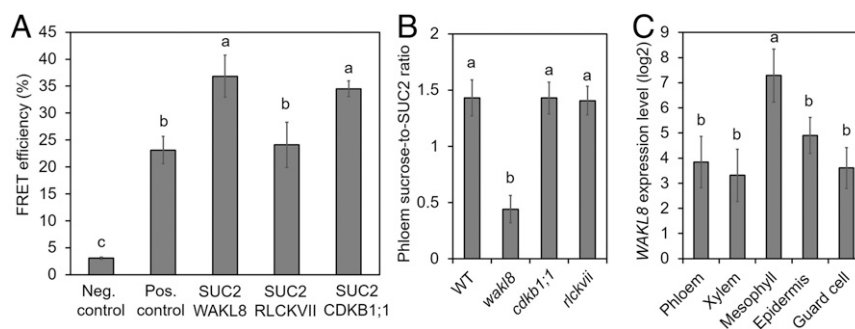 A
FRET efficiency (%)
45
40
35
30
25
20
15
10
5
0
c
b
a
b
a
Neg. control
Pos. control
SUC2 WAKL8
SUC2 RLCKVII
SUC2 CDKB1;1
B
Phloem sucrose-to-SUC2 ratio
2
1.5
1
0.5
0
a
b
a
a
WT
wakl8
cdkb1;1
rlckvii
C
WAKL8 expression level (log2)
9
8
7
6
5
4
3
2
1
0
b
b
a
b
b
Phloem
Xylem
Mesophyll
Epidermis
Guard cell